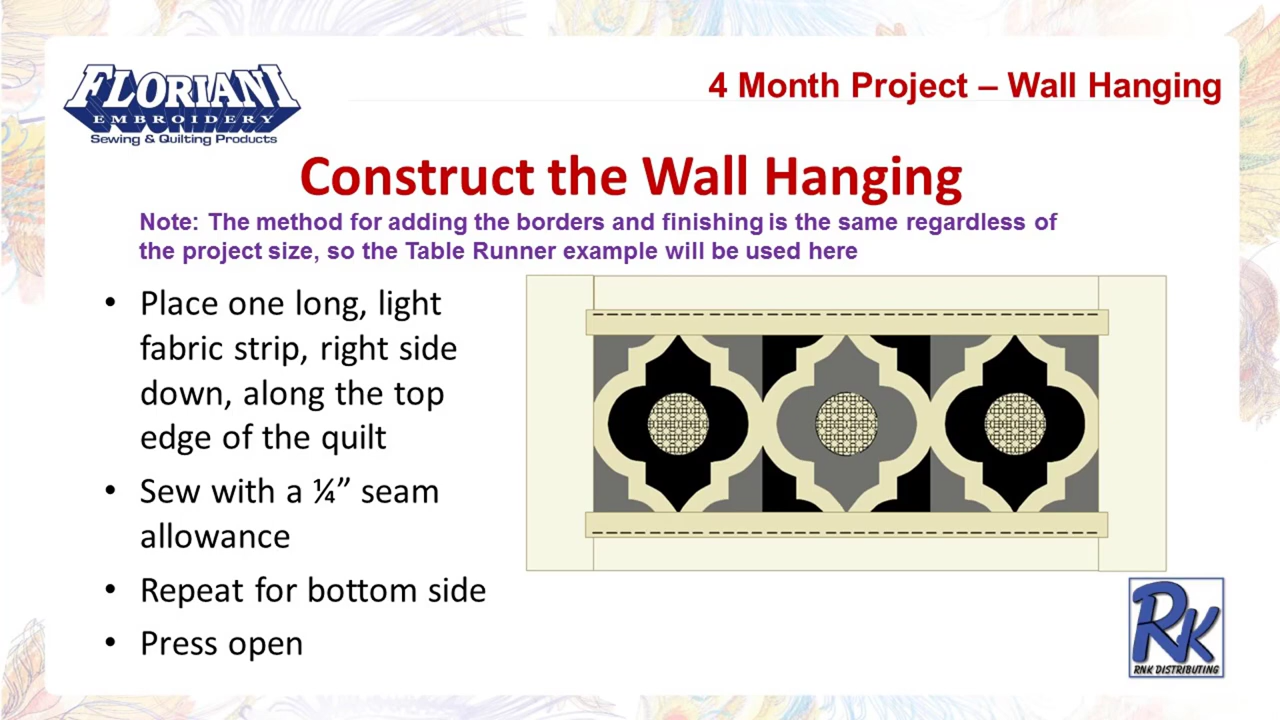 FLORIANI
EMBROIDERY
Sewing & Quilting Products
4 Month Project – Wall Hanging
Construct the Wall Hanging
Note: The method for adding the borders and finishing is the same regardless of
the project size, so the Table Runner example will be used here
• Place one long, light
fabric strip, right side
down, along the top
edge of the quilt
• Sew with a ¼” seam
allowance
• Repeat for bottom side
• Press open
RK
RNK DISTRIBUTING